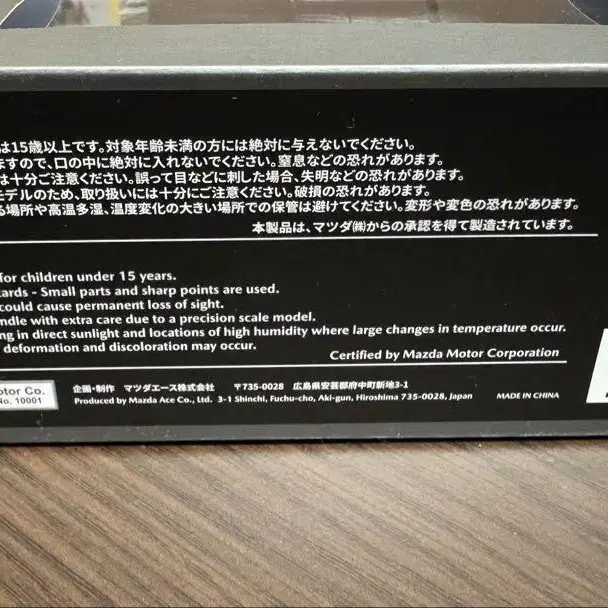 は15歳以上です。対象年齢未満の方には絶対に与えないでください。
ますので、口の中に絶対に入れないでください。窒息などの恐れがあります。
は十分ご注意ください。誤って目などに刺した場合、失明などの恐れがあります。
モデルのため、取り扱いには十分にご注意ください。破損の恐れがあります。
る場所や高温多湿、温度変化の大きい場所での保管は避けてください。変形や変色の恐れがあります。
本製品は、マツダ㈱からの承認を得て製造されています。
for children under 15 years.
ards - Small parts and sharp points are used.
could cause permanent loss of sight.
ndle with extra care due to a precision scale model.
ng in direct sunlight and locations of high humidity where large changes in temperature occur.
deformation and discoloration may occur.
Certified by Mazda Motor Corporation
otor Co.
No. 10001
企画・制作 マツダエース株式会社 〒735-0028 広島県安芸郡府中町新地3-1
Produced by Mazda Ace Co., Ltd. 3-1 Shinchi, Fuchu-cho, Aki-gun, Hiroshima 735-0028, Japan
MADE IN CHINA